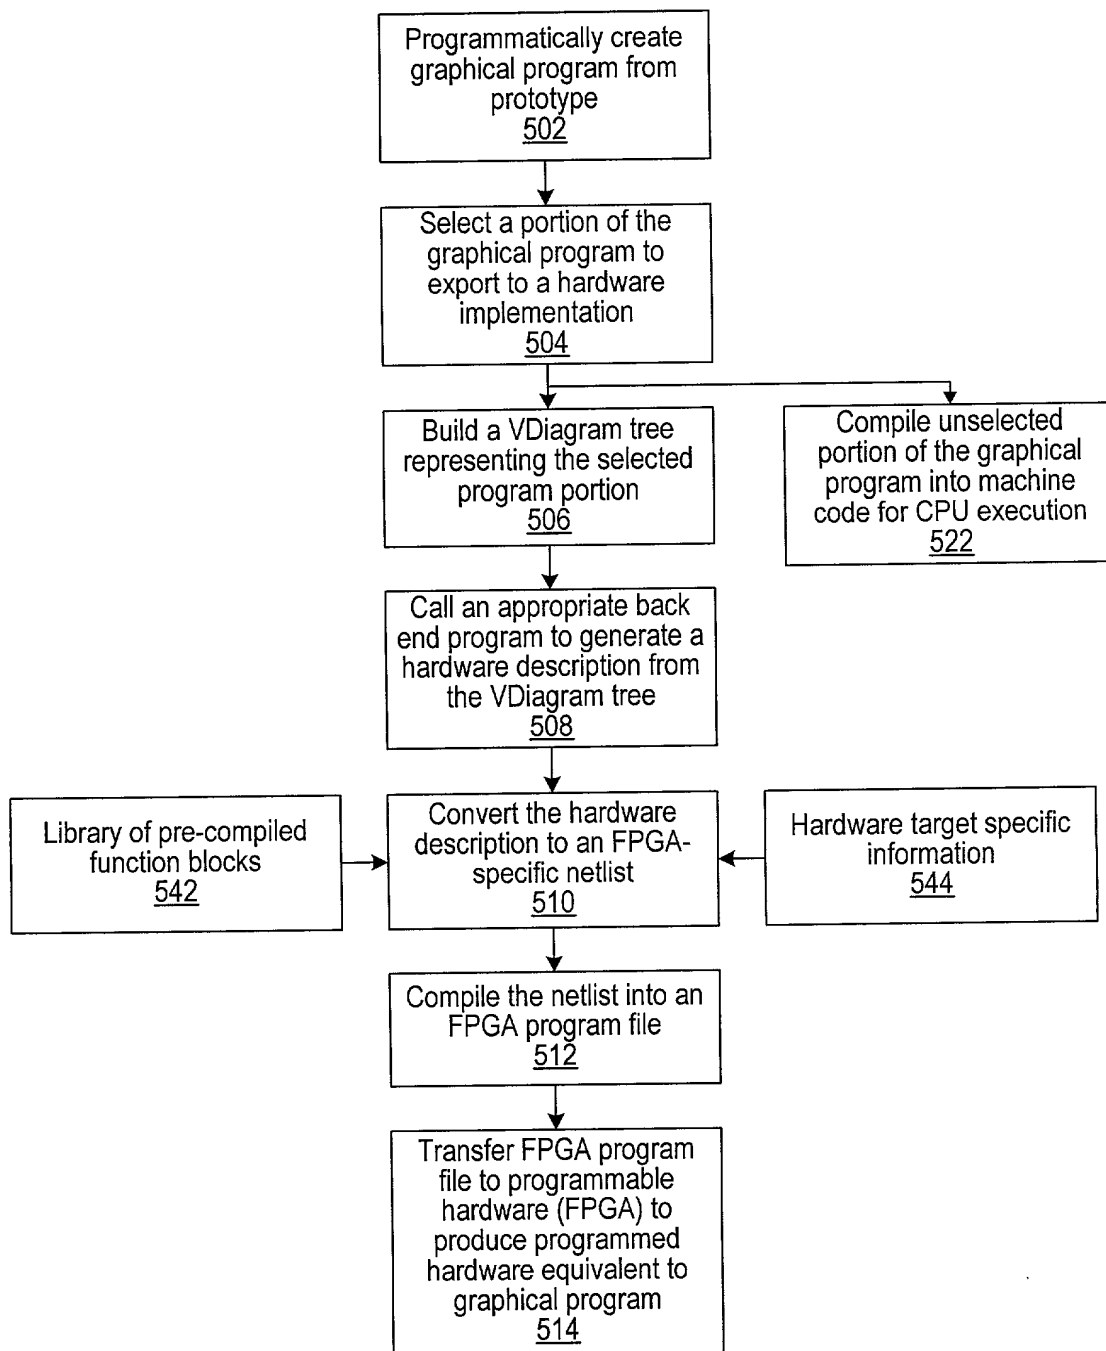 Programmatically create
graphical program from
prototype
502
Select a portion of the
graphical program to
export to a hardware
implementation
504
Build a VDiagram tree
representing the selected
program portion
506
Compile unselected
portion of the graphical
program into machine
code for CPU execution
522
Call an appropriate back
end program to generate a
hardware description from
the VDiagram tree
508
Library of pre-compiled
function blocks
542
Convert the hardware
description to an FPGA-
specific netlist
510
Hardware target specific
information
544
Compile the netlist into an
FPGA program file
512
Transfer FPGA program
file to programmable
hardware (FPGA) to
produce programmed
hardware equivalent to
graphical program
514